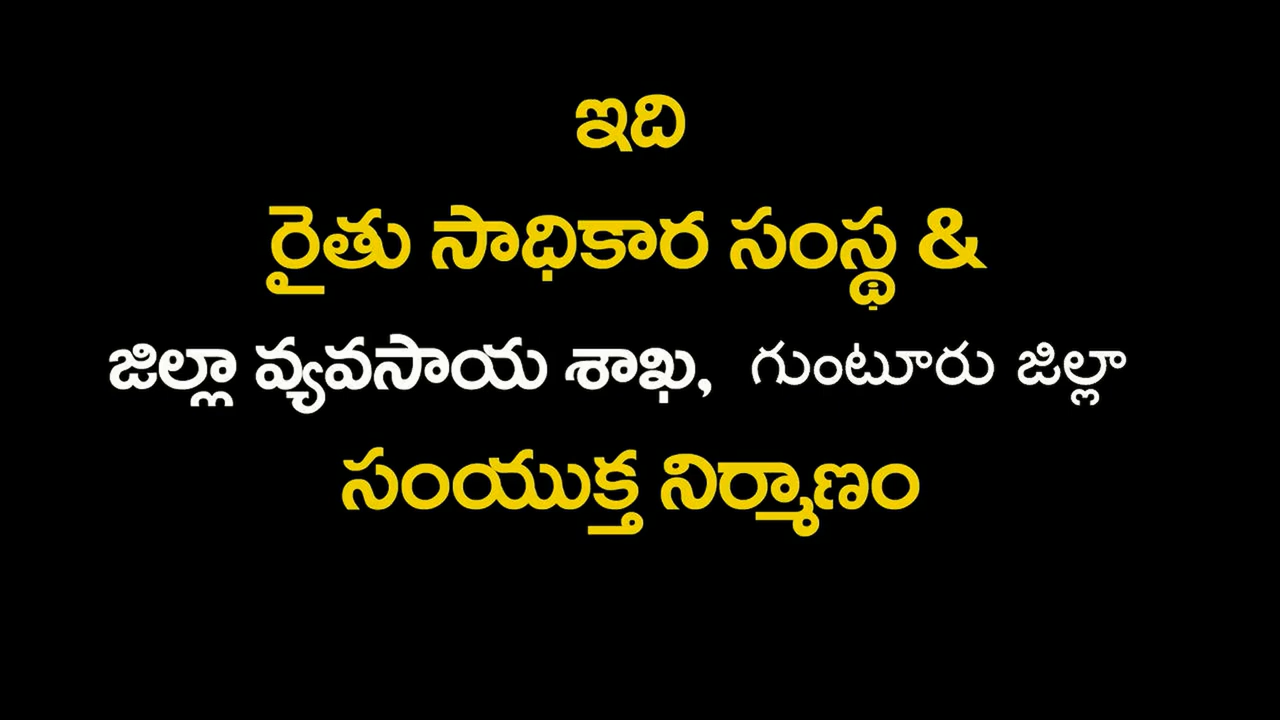 ఇది
రైతు సాధికార సంస్థ &
జిల్లా వ్యవసాయ శాఖ, గుంటూరు జిల్లా
సంయుక్త నిర్మాణం